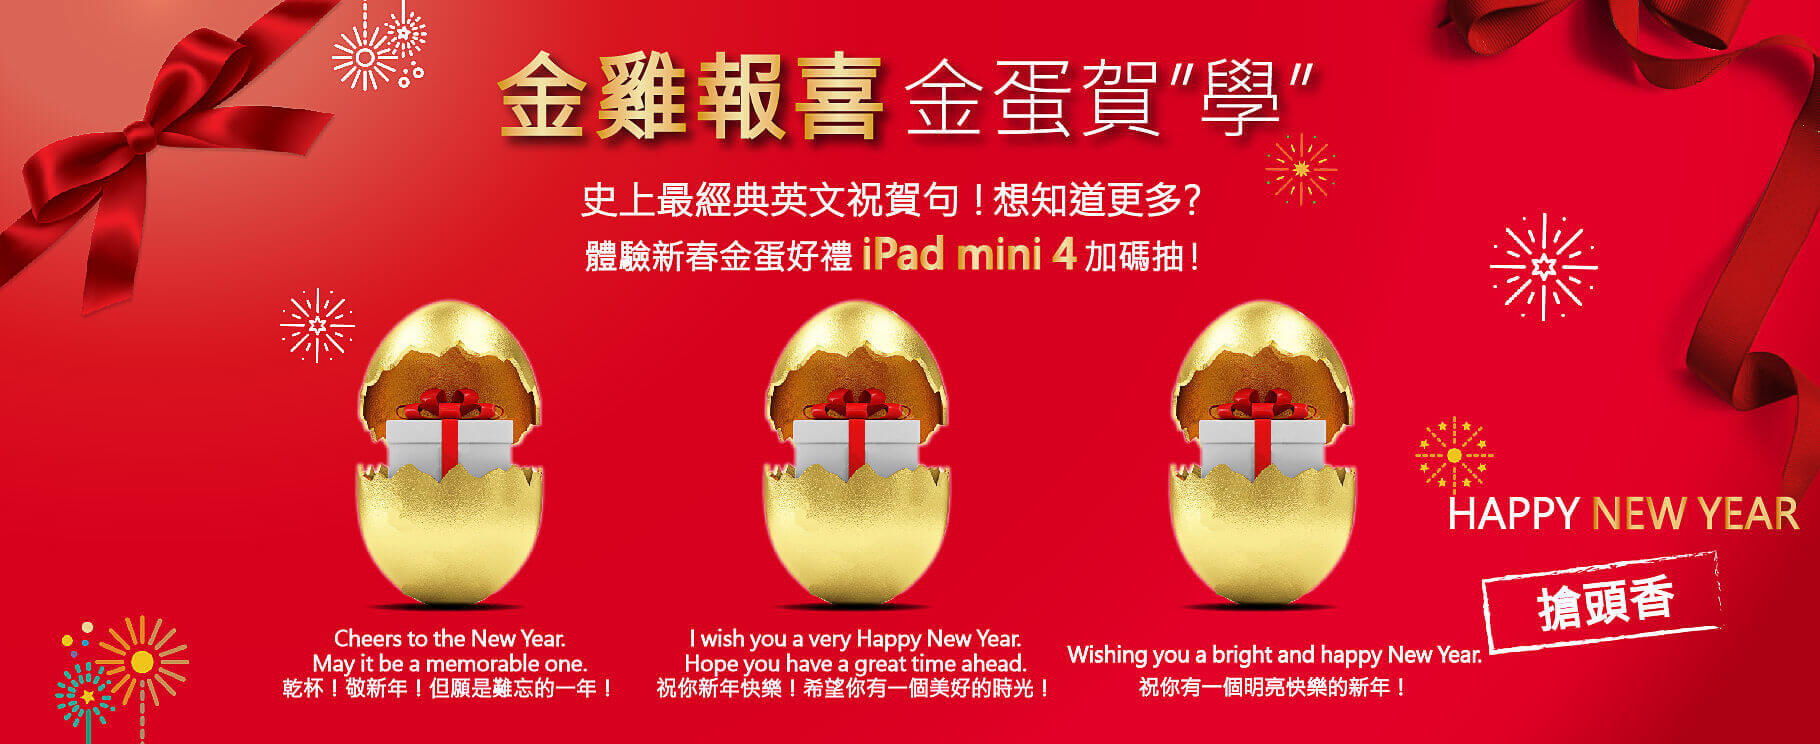 金雞報喜 金蛋賀"學"
史上最經典英文祝賀句！想知道更多?
體驗新春金蛋好禮 iPad mini 4 加碼抽！
Cheers to the New Year.
May it be a memorable one.
乾杯！敬新年！但願是難忘的一年！
I wish you a very Happy New Year.
Hope you have a great time ahead.
祝你新年快樂！希望你有一個美好的時光！
Wishing you a bright and happy New Year.
祝你有一個明亮快樂的新年！
HAPPY NEW YEAR
搶頭香